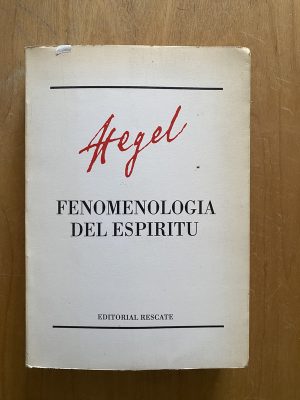 Hegel
FENOMENOLOGIA
DEL ESPIRITU
EDITORIAL RESCATE